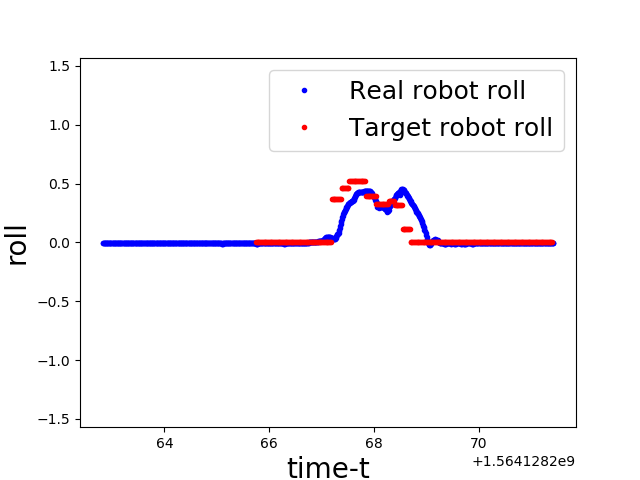 Real robot roll
Target robot roll
1.5
1.0
0.5
0.0
−0.5
−1.0
−1.5
roll
64
66
68
70
+1.5641282e9
time-t